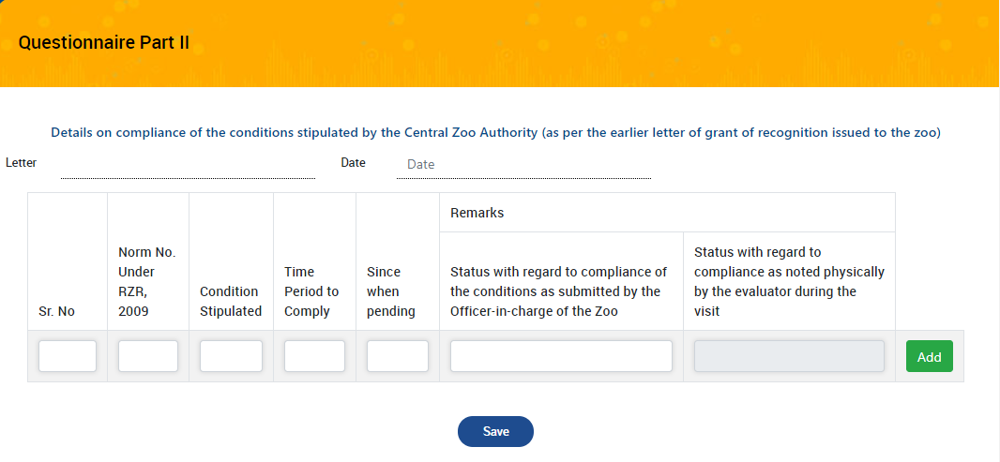 Questionnaire Part II
Details on compliance of the conditions stipulated by the Central Zoo Authority (as per the earlier letter of grant of recognition issued to the zoo)
Letter
Date
Date
Sr. No
Norm No.
Under
RZR,
2009
Condition
Stipulated
Time
Period to
Comply
Since
when
pending
Remarks
Status with regard to compliance of
the conditions as submitted by the
Officer-in-charge of the Zoo
Status with regard to
compliance as noted physically
by the evaluator during the
visit
Add
Save